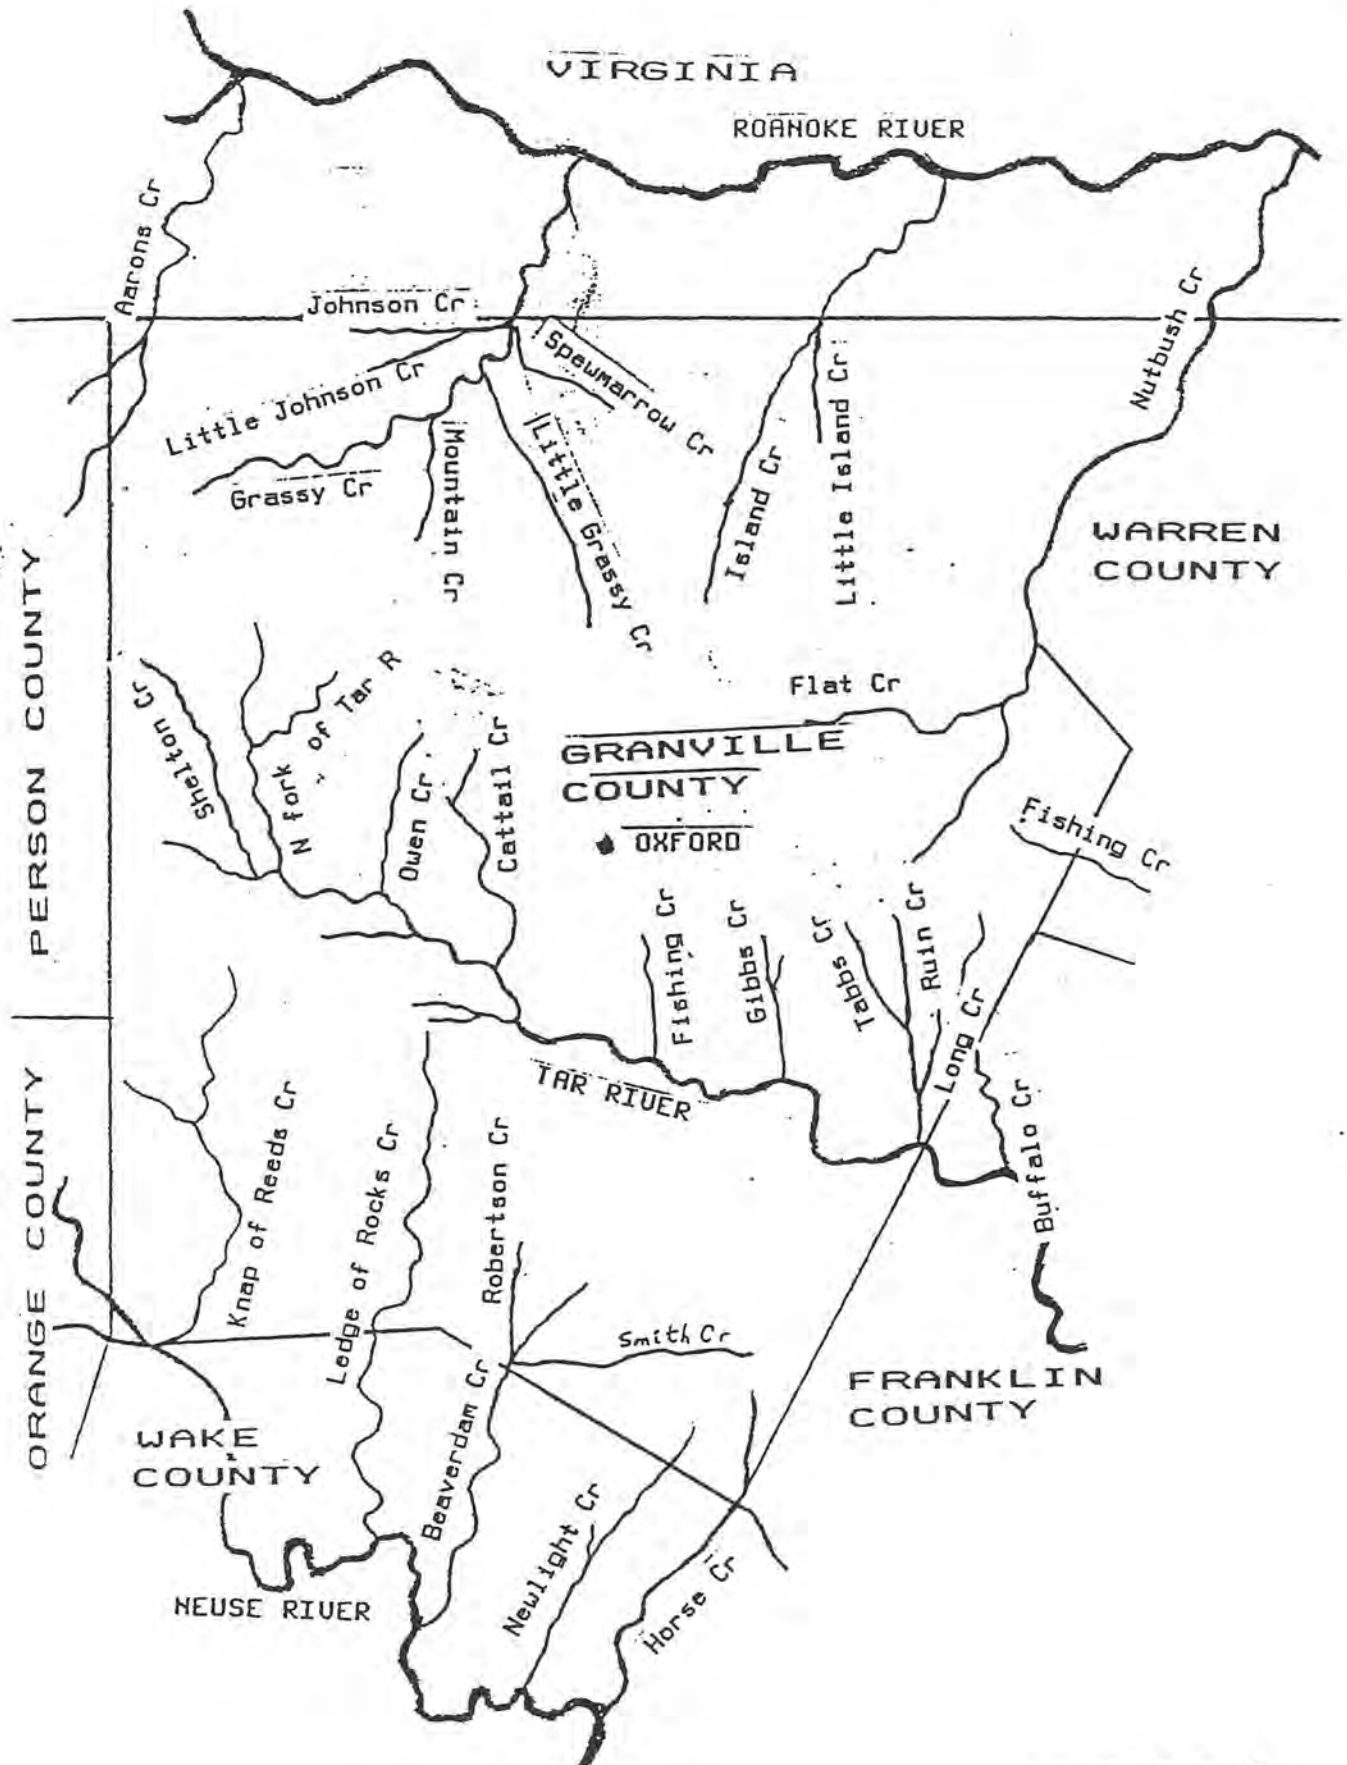 VIRGINIA
ROANOKE RIVER
Aarons Cr
Johnson Cr
Spewmarrow Cr
Nutbush Cr
Little Johnson Cr
Grassy Cr
Mountain Cr
Little Grassy Cr
Island Cr
Little Island Cr
WARREN
COUNTY
PERSON COUNTY
Shelton Cr
N fork of Tar R
Owen Cr
Cattail Cr
Flat Cr
GRANVILLE
COUNTY
OXFORD
Fishing Cr
Fishing Cr
Gibbs Cr
Tabbs Cr
Ruin Cr
Long Cr
Buffalo Cr
TAR RIVER
ORANGE COUNTY
Knap of Reeds Cr
Ledge of Rocks Cr
Robertson Cr
Smith Cr
Beaverdam Cr
FRANKLIN
COUNTY
WAKE
COUNTY
Newlight Cr
Horse Cr
NEUSE RIVER